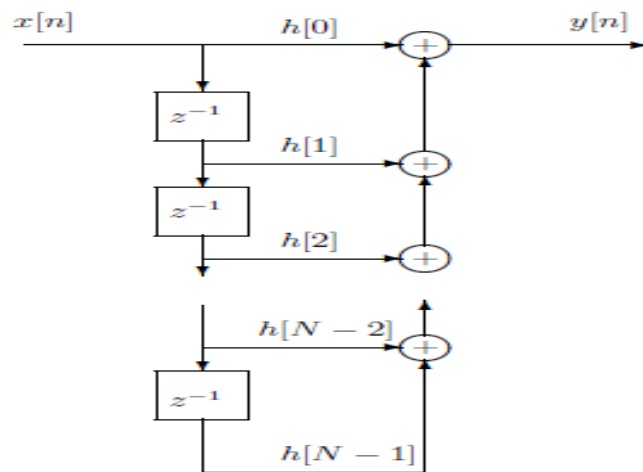 x[n] h[0] + y[n]
z⁻¹
h[1] +
z⁻¹
h[2] +
h[N − 2] +
z⁻¹
h[N − 1]